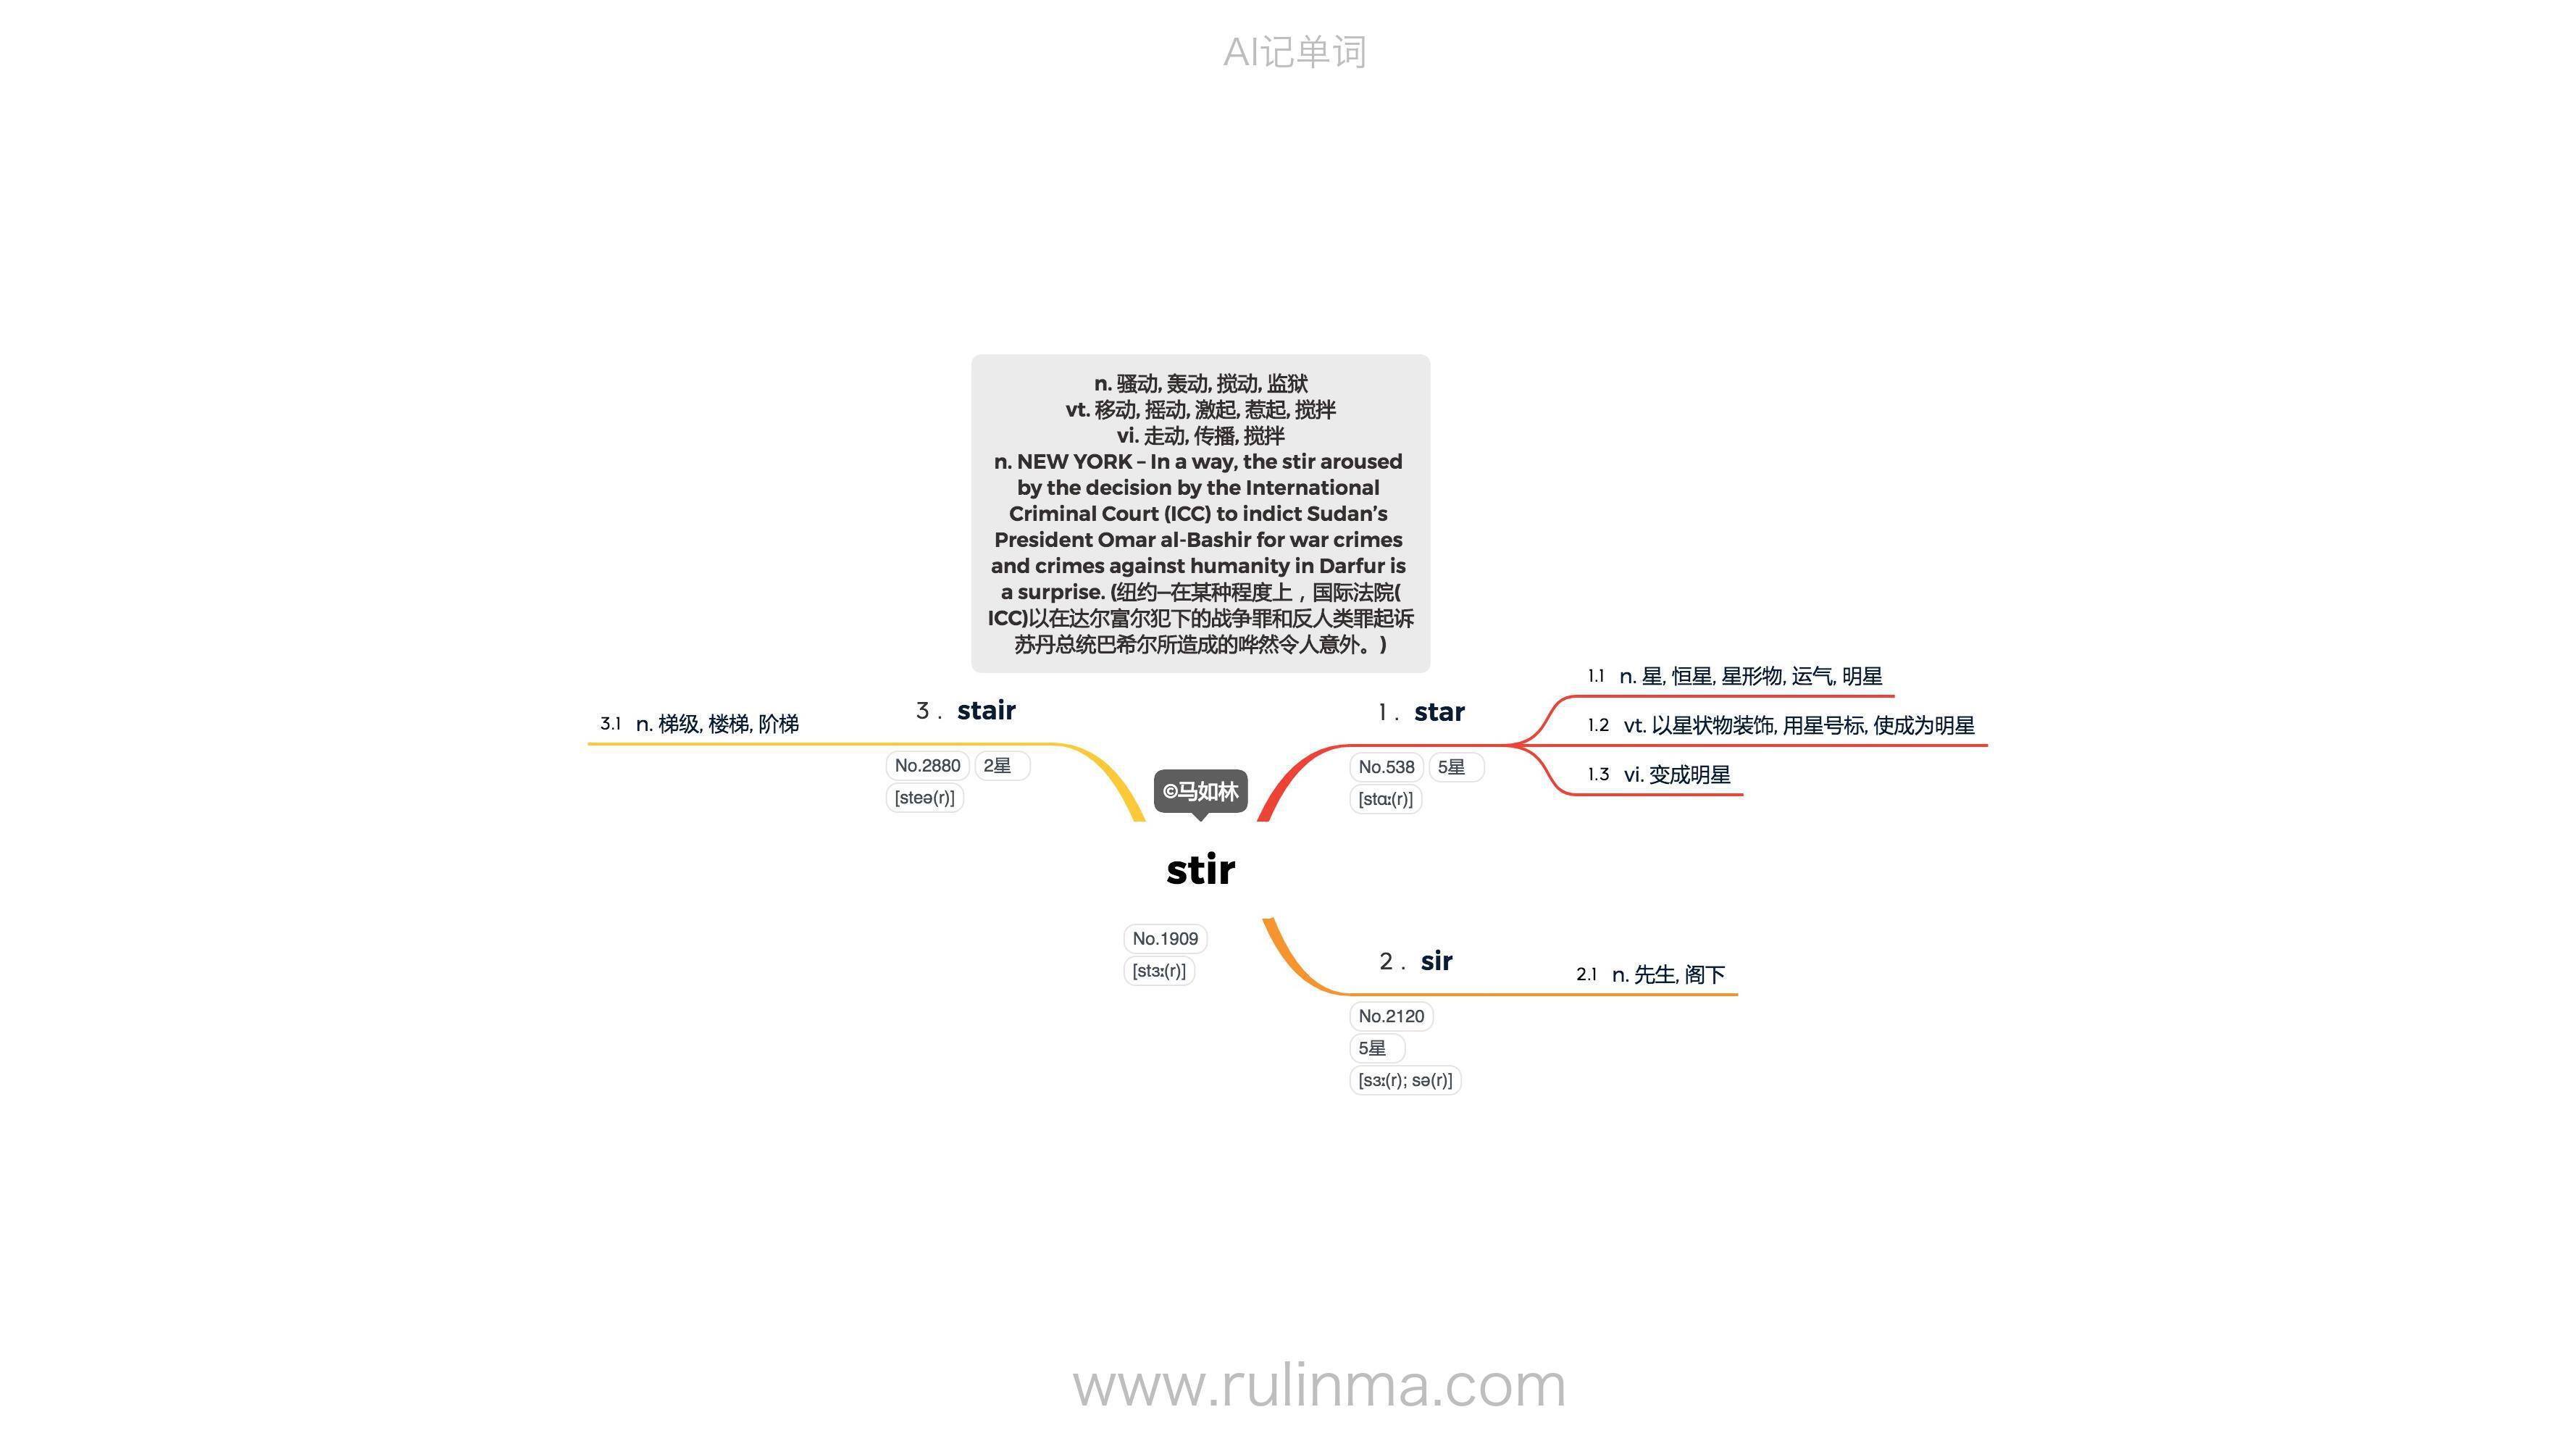 AI记单词
n. 骚动, 轰动, 搅动, 监狱
vt. 移动, 摇动, 激起, 惹起, 搅拌
vi. 走动, 传播, 搅拌
n. NEW YORK – In a way, the stir aroused
by the decision by the International
Criminal Court (ICC) to indict Sudan’s
President Omar al-Bashir for war crimes
and crimes against humanity in Darfur is
a surprise. (纽约—在某种程度上，国际法院(
ICC)以在达尔富尔犯下的战争罪和反人类罪起诉
苏丹总统巴希尔所造成的哗然令人意外。)
©马如林
stir
No.1909
[stɜː(r)]
1. star
No.538 5星
[stɑː(r)]
1.1 n. 星, 恒星, 星形物, 运气, 明星
1.2 vt. 以星状物装饰, 用星号标, 使成为明星
1.3 vi. 变成明星
2. sir
No.2120
5星
[sɜː(r); sə(r)]
2.1 n. 先生, 阁下
3. stair
No.2880 2星
[steə(r)]
3.1 n. 梯级, 楼梯, 阶梯
www.rulinma.com